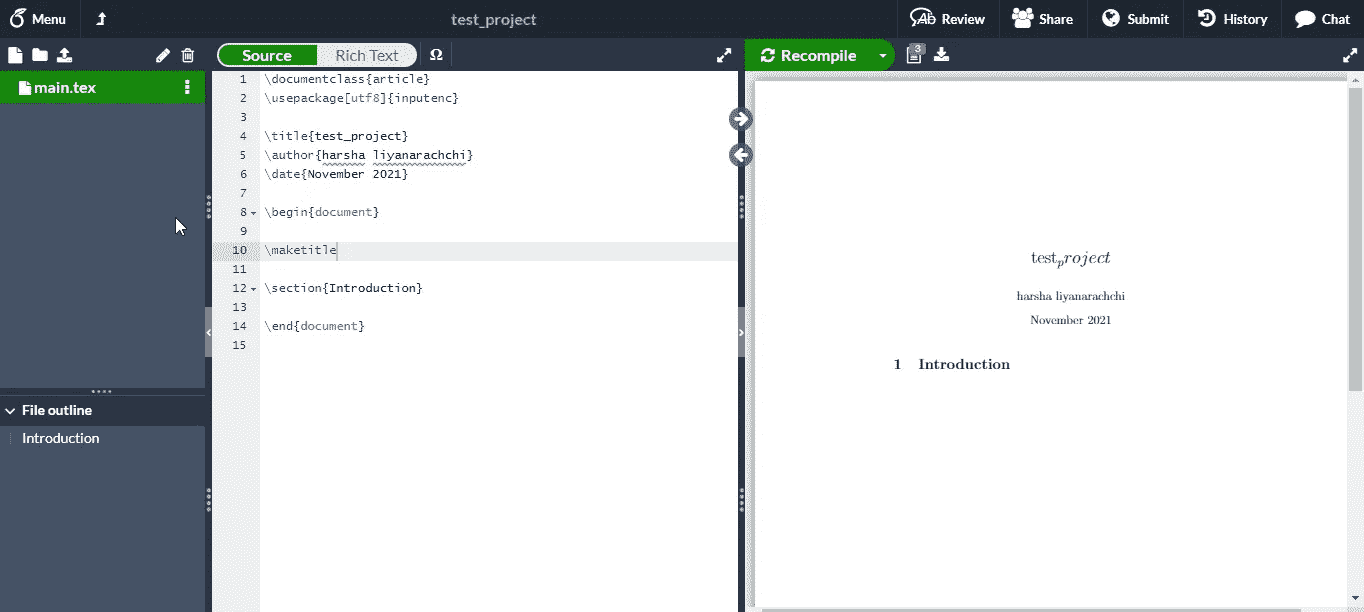 Menu test_project Review Share Submit History Chat
Source Rich Text Ω Recompile 3
main.tex
1 \documentclass{article}
2 \usepackage[utf8]{inputenc}
3
4 \title{test_project}
5 \author{harsha liyanarachchi}
6 \date{November 2021}
7
8 \begin{document}
9
10 \maketitle
11
12 \section{Introduction}
13
14 \end{document}
15
File outline
Introduction
test_project
harsha liyanarachchi
November 2021
1 Introduction